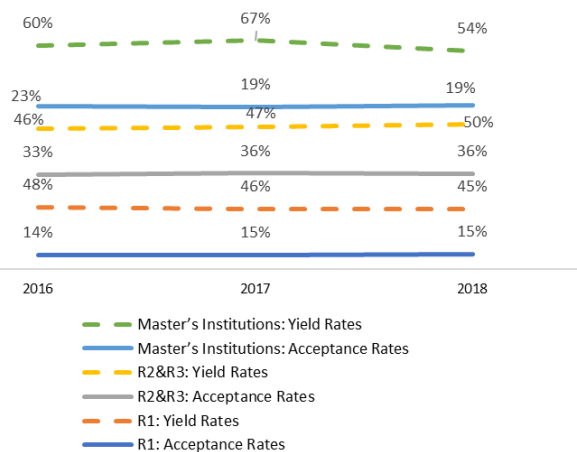 60% 67% 54%
23% 19% 19%
46% 47% 50%
33% 36% 36%
48% 46% 45%
14% 15% 15%
2016 2017 2018
Master's Institutions: Yield Rates
Master's Institutions: Acceptance Rates
R2&R3: Yield Rates
R2&R3: Acceptance Rates
R1: Yield Rates
R1: Acceptance Rates